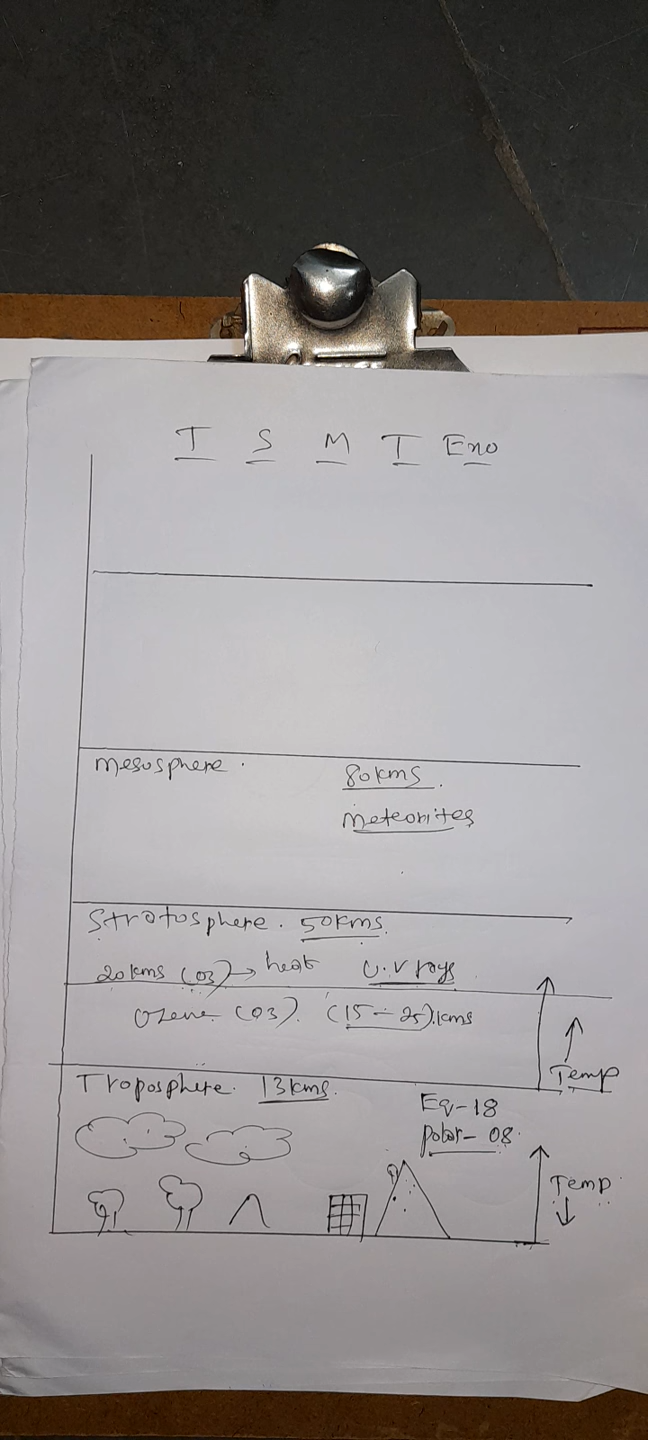 T S M T Eno
mesosphere.
80kms.
meteorites
Stratosphere. 50kms.
20kms (O3) → heat U.V rays
Ozone (O3). (15 - 25).kms
↑
Temp
Troposphere. 13kms.
Eq-18
polar- 08.
Temp
↓